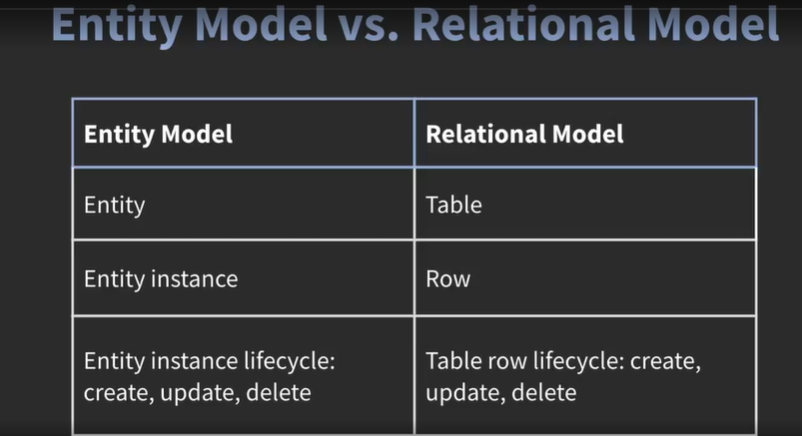 Entity Model vs. Relational Model
Entity Model
Relational Model
Entity
Table
Entity instance
Row
Entity instance lifecycle:
create, update, delete
Table row lifecycle: create,
update, delete